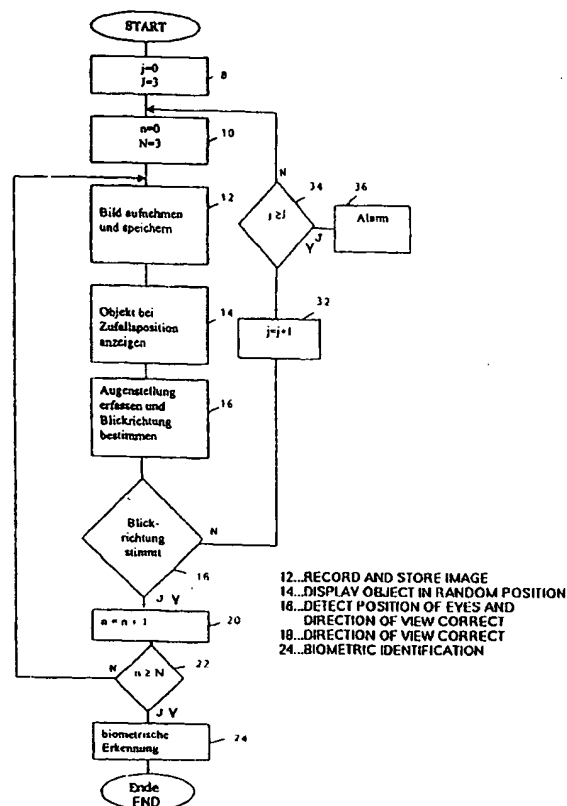 START
j=0
J=3
8
n=0
N=3
10
Bild aufnehmen
und speichern
12
Objekt bei
Zufallsposition
anzeigen
14
Augenstellung
erfassen und
Blickrichtung
bestimmen
16
Blick-
richtung
stimmt
N
16
J Y
n = n + 1
20
n ≥ N
N
22
J Y
biometrische
Erkennung
24
Ende
END
j=j+1
32
j ≥J
N
34
Y J
Alarm
36
12...RECORD AND STORE IMAGE
14...DISPLAY OBJECT IN RANDOM POSITION
16...DETECT POSITION OF EYES AND
DIRECTION OF VIEW CORRECT
18...DIRECTION OF VIEW CORRECT
24...BIOMETRIC IDENTIFICATION